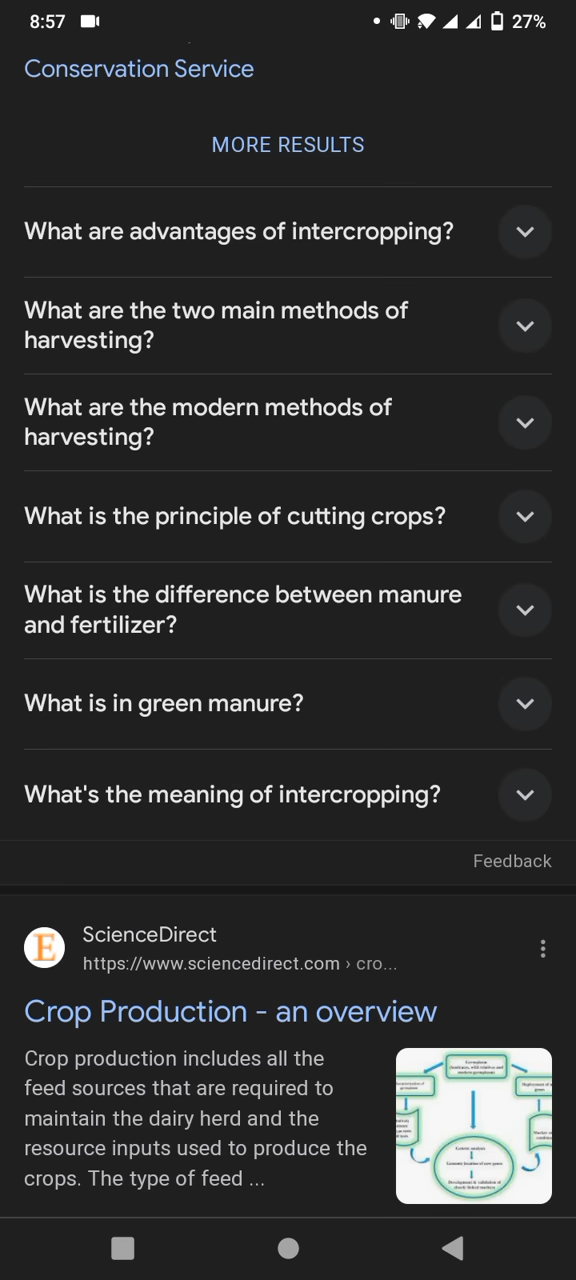 8:57
27%
Conservation Service
MORE RESULTS
What are advantages of intercropping?
What are the two main methods of
harvesting?
What are the modern methods of
harvesting?
What is the principle of cutting crops?
What is the difference between manure
and fertilizer?
What is in green manure?
What's the meaning of intercropping?
Feedback
E
ScienceDirect
https://www.sciencedirect.com › cro...
Crop Production - an overview
Crop production includes all the
feed sources that are required to
maintain the dairy herd and the
resource inputs used to produce the
crops. The type of feed ...